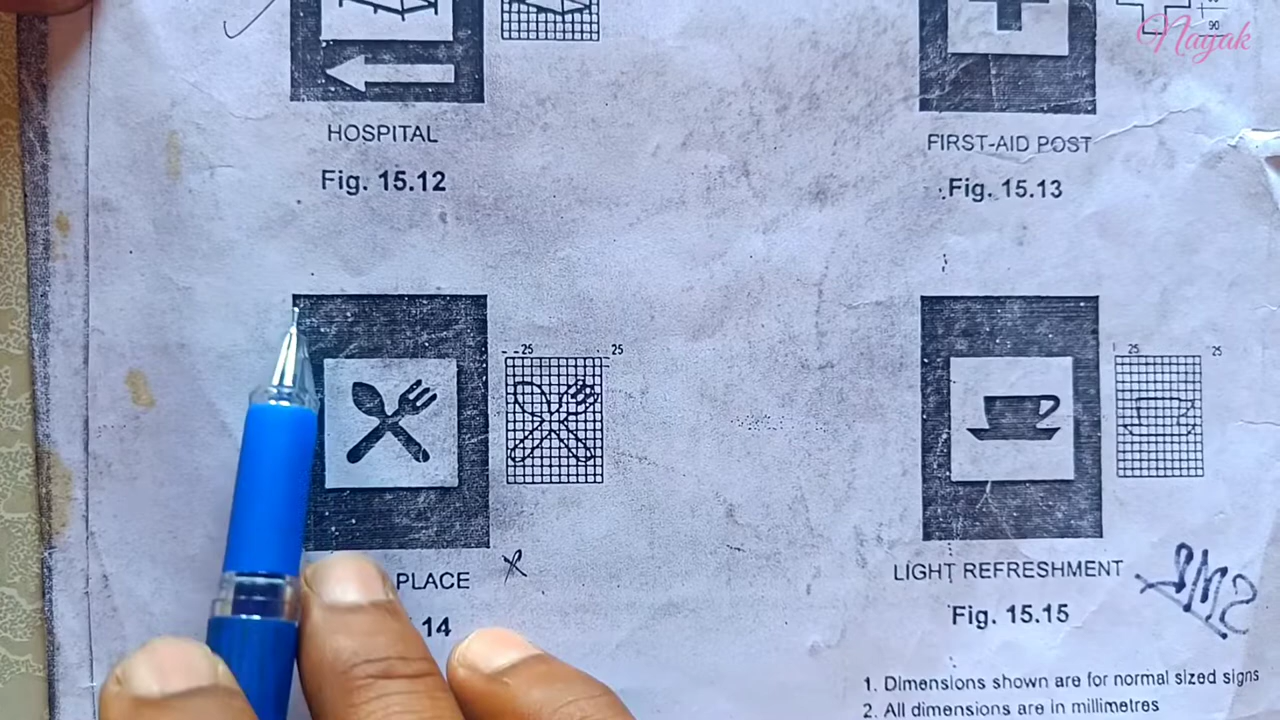 90
Nayak
HOSPITAL
Fig. 15.12
FIRST-AID POST
Fig. 15.13
25 25
25 25
PLACE
14
LIGHT REFRESHMENT
Fig. 15.15
1. Dimensions shown are for normal sized signs
2. All dimensions are in millimetres